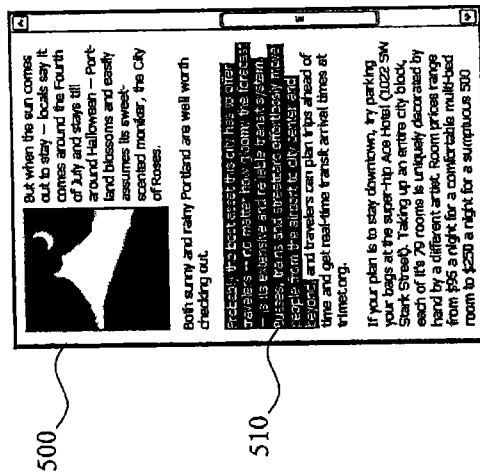 But when the sun comes
out to stay — locals say it
comes around the Fourth
of July and stays till
around Halloween — Port-
land blossoms and easily
assumes its sweet-
scented moniker, the City
of Roses.
Both sunny and rainy Portland are well worth
checking out.
Probably the best asset this city has to offer
travelers — no matter how gloomy the forecast
— is its extensive and reliable transit system.
Busses, trains and streetcars effortlessly move
people from the airport to city center and
beyond, and travelers can plan trips ahead of
time and get real-time transit arrival times at
trimet.org.
If your plan is to stay downtown, try parking
your bags at the super-hip Ace Hotel (1022 SW
Stark Street). Taking up an entire city block,
each of it's 79 rooms is uniquely decorated by
hand by a different artist. Room prices range
from $95 a night for a comfortable multi-bed
room to $250 a night for a sumptuous 500
500
510